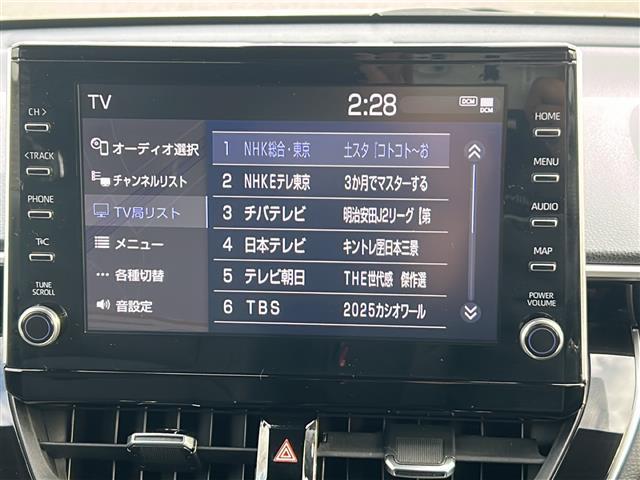 TV
2:28
DCM
DCM
CH >
<TRACK
PHONE
T>C
TUNE
SCROLL
オーディオ選択
チャンネルリスト
TV局リスト
メニュー
各種切替
音設定
1 NHK総合・東京 土スタ「コトコト〜お
2 NHKEテレ東京 3か月でマスターする
3 チバテレビ 明治安田J2リーグ【第
4 日本テレビ キントレ🈡日本三景
5 テレビ朝日 THE世代感 傑作選
6 TBS 2025カシオワール
HOME
MENU
AUDIO
MAP
POWER
VOLUME